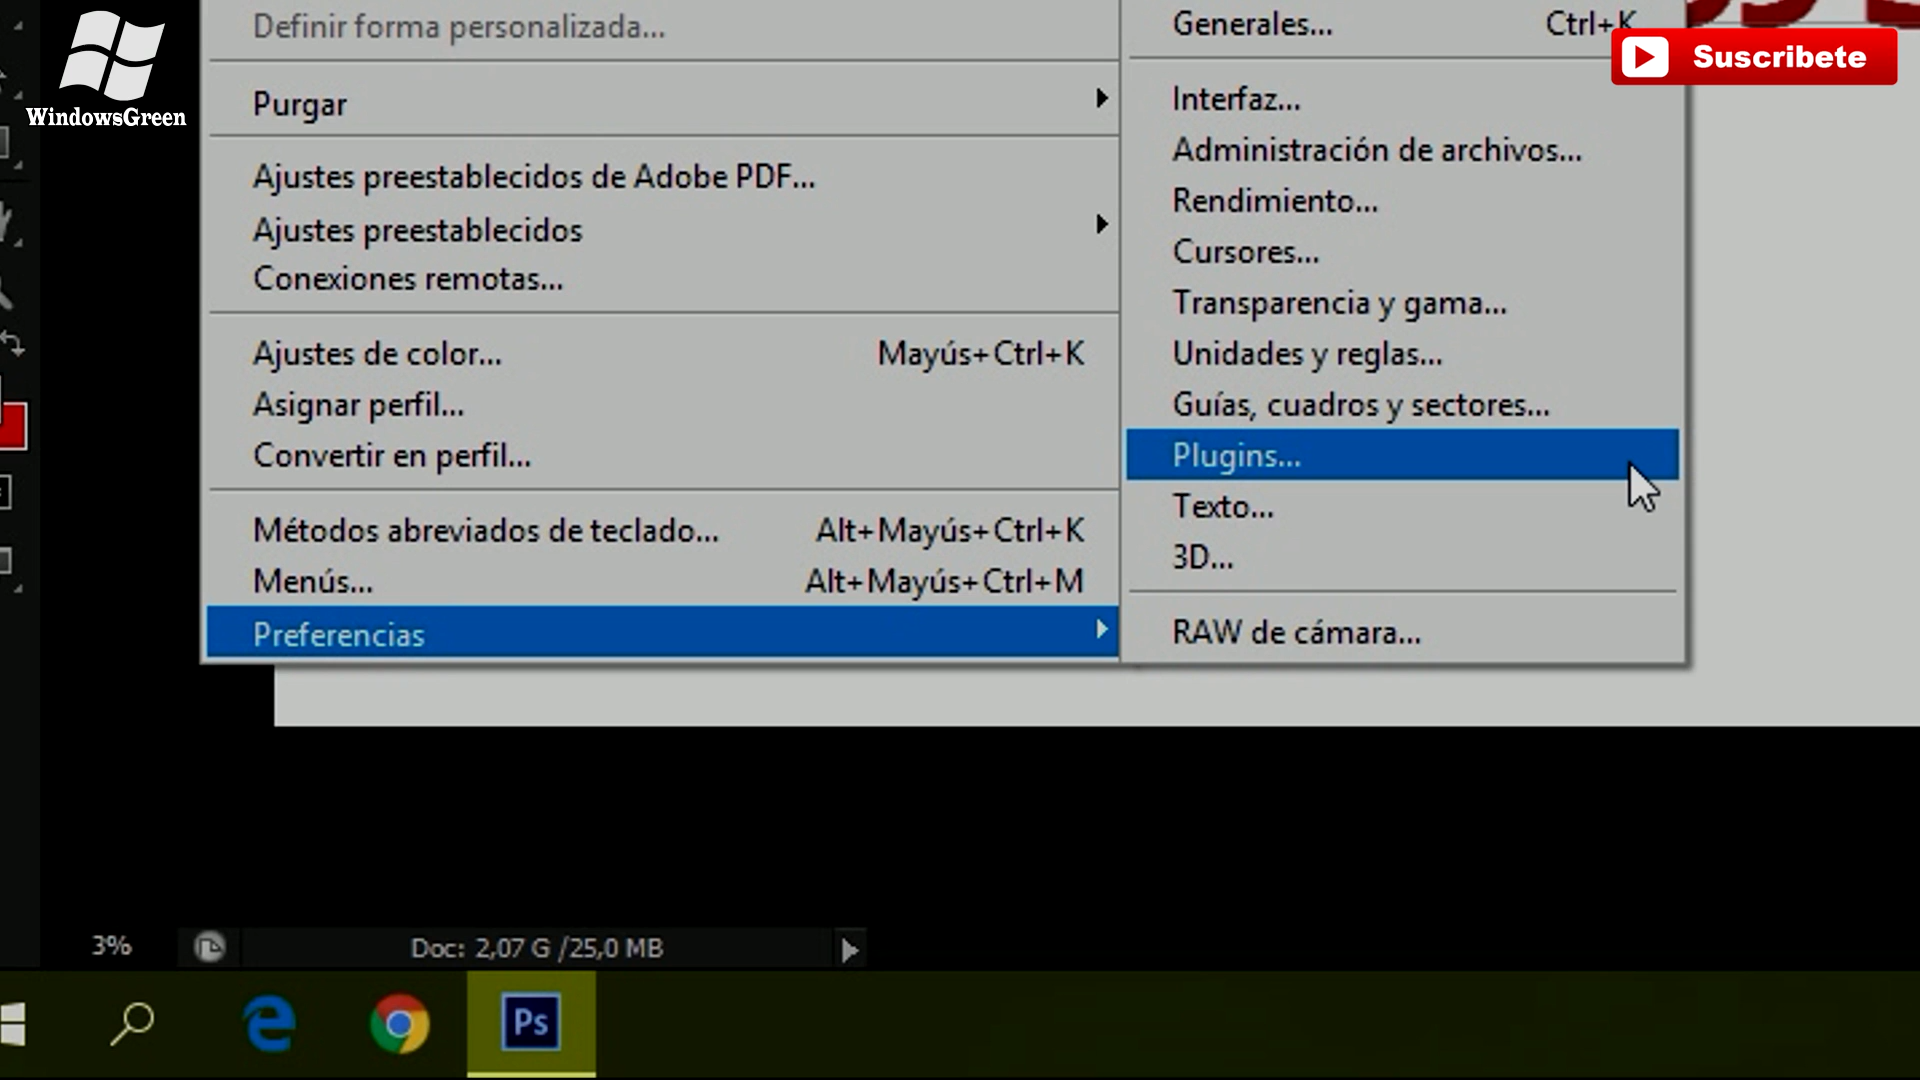 WindowsGreen
Definir forma personalizada...
Purgar
Ajustes preestablecidos de Adobe PDF...
Ajustes preestablecidos
Conexiones remotas...
Ajustes de color... Mayús+Ctrl+K
Asignar perfil...
Convertir en perfil...
Métodos abreviados de teclado... Alt+Mayús+Ctrl+K
Menús... Alt+Mayús+Ctrl+M
Preferencias
Generales... Ctrl+K
Suscribete
Interfaz...
Administración de archivos...
Rendimiento...
Cursores...
Transparencia y gama...
Unidades y reglas...
Guías, cuadros y sectores...
Plugins...
Texto...
3D...
RAW de cámara...
3% Doc: 2,07 G /25,0 MB
Ps